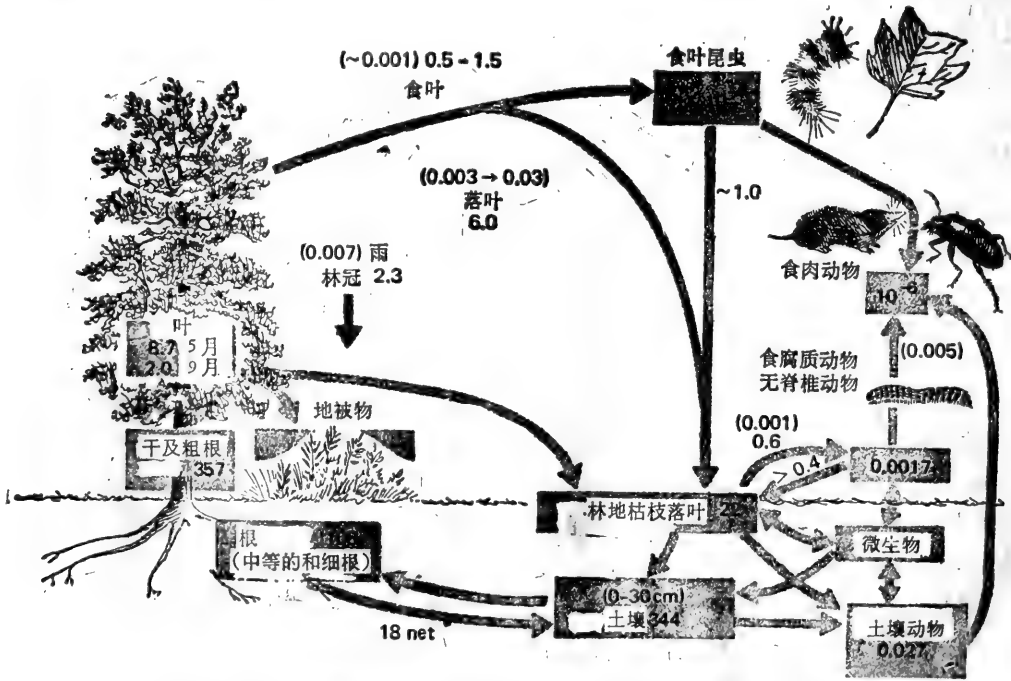 (~0.001) 0.5-1.5
食叶
食叶昆虫
(0.003→0.03)
落叶
6.0
~1.0
(0.007) 雨
林冠 2.3
食肉动物
10⁻⁶
叶
8.7 5月
2.0 9月
食腐质动物
无脊椎动物
(0.005)
地被物
(0.001)
0.6
干及粗根
357
> 0.4
0.0017
林地枯枝落叶
微生物
根
(中等的和细根)
(0-30cm)
土壤 344
18 net
土壤动物
0.027